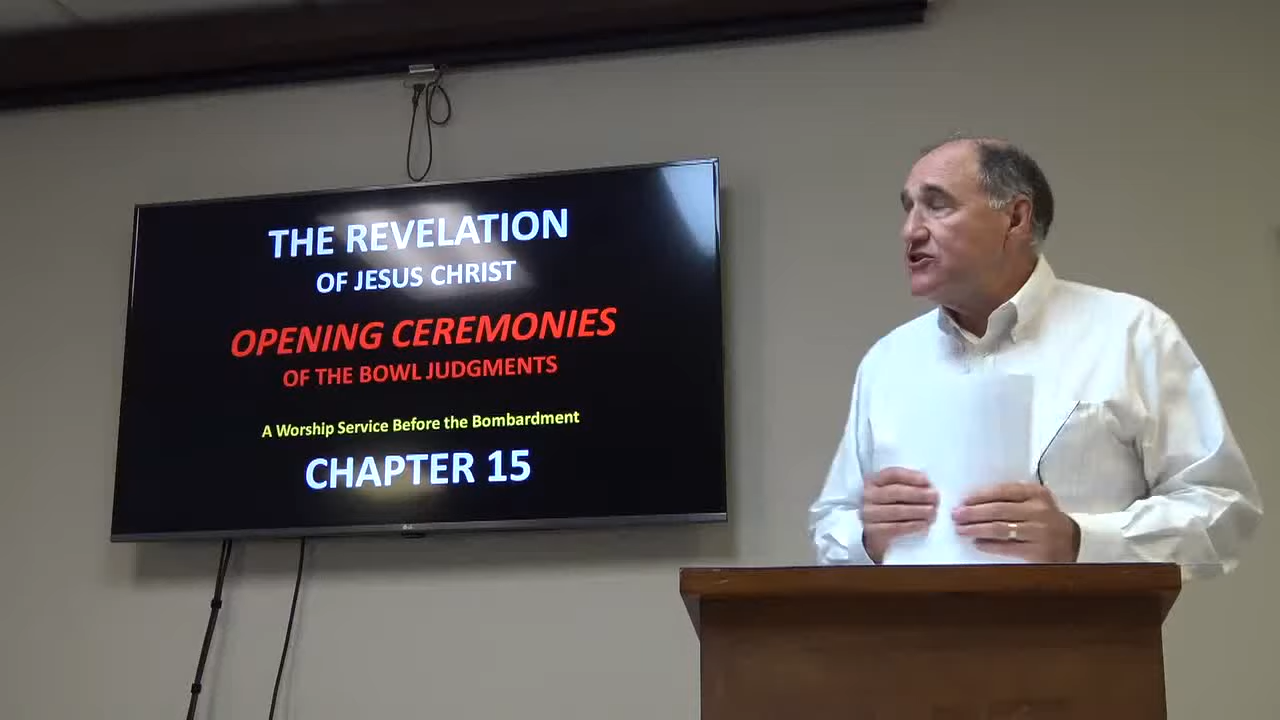 THE REVELATION
OF JESUS CHRIST
OPENING CEREMONIES
OF THE BOWL JUDGMENTS
A Worship Service Before the Bombardment
CHAPTER 15